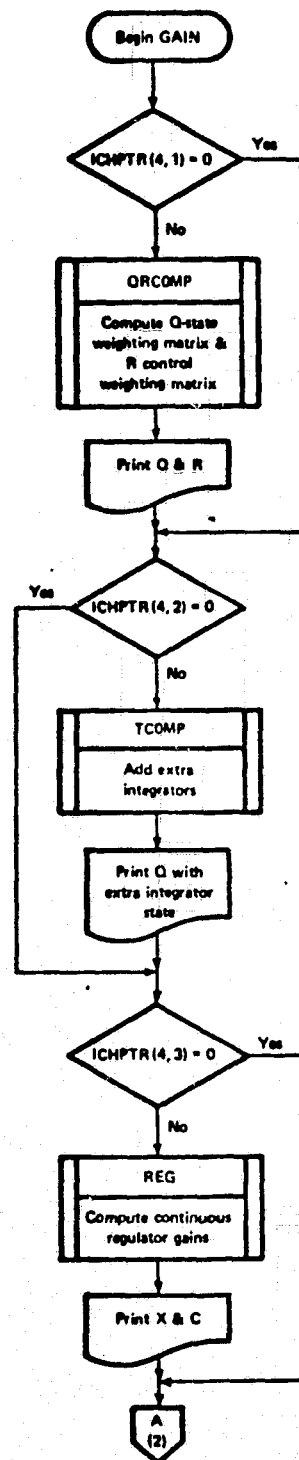 Begin GAIN
ICHPTR(4,1) = 0
Yes
No
QRCOMP
Compute Q-state
weighting matrix &
R control
weighting matrix
Print Q & R
Yes
ICHPTR(4,2) = 0
No
TCOMP
Add extra
integrators
Print Q with
extra integrator
state
ICHPTR(4,3) = 0
Yes
No
REG
Compute continuous
regulator gains
Print X & C
A
(2)